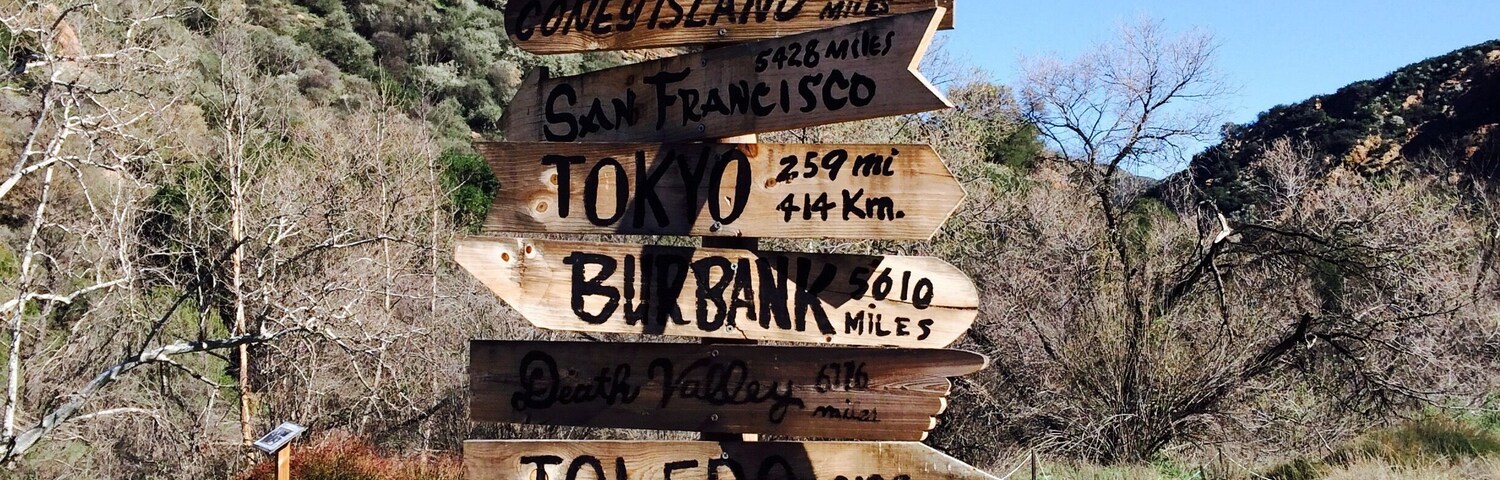 CONEY ISLAND MILES
5428 MILES
SAN FRANCISCO
TOKYO 259 mi
414 Km.
BURBANK 5610
MILES
Death Valley 6116
miles
TOLEDO